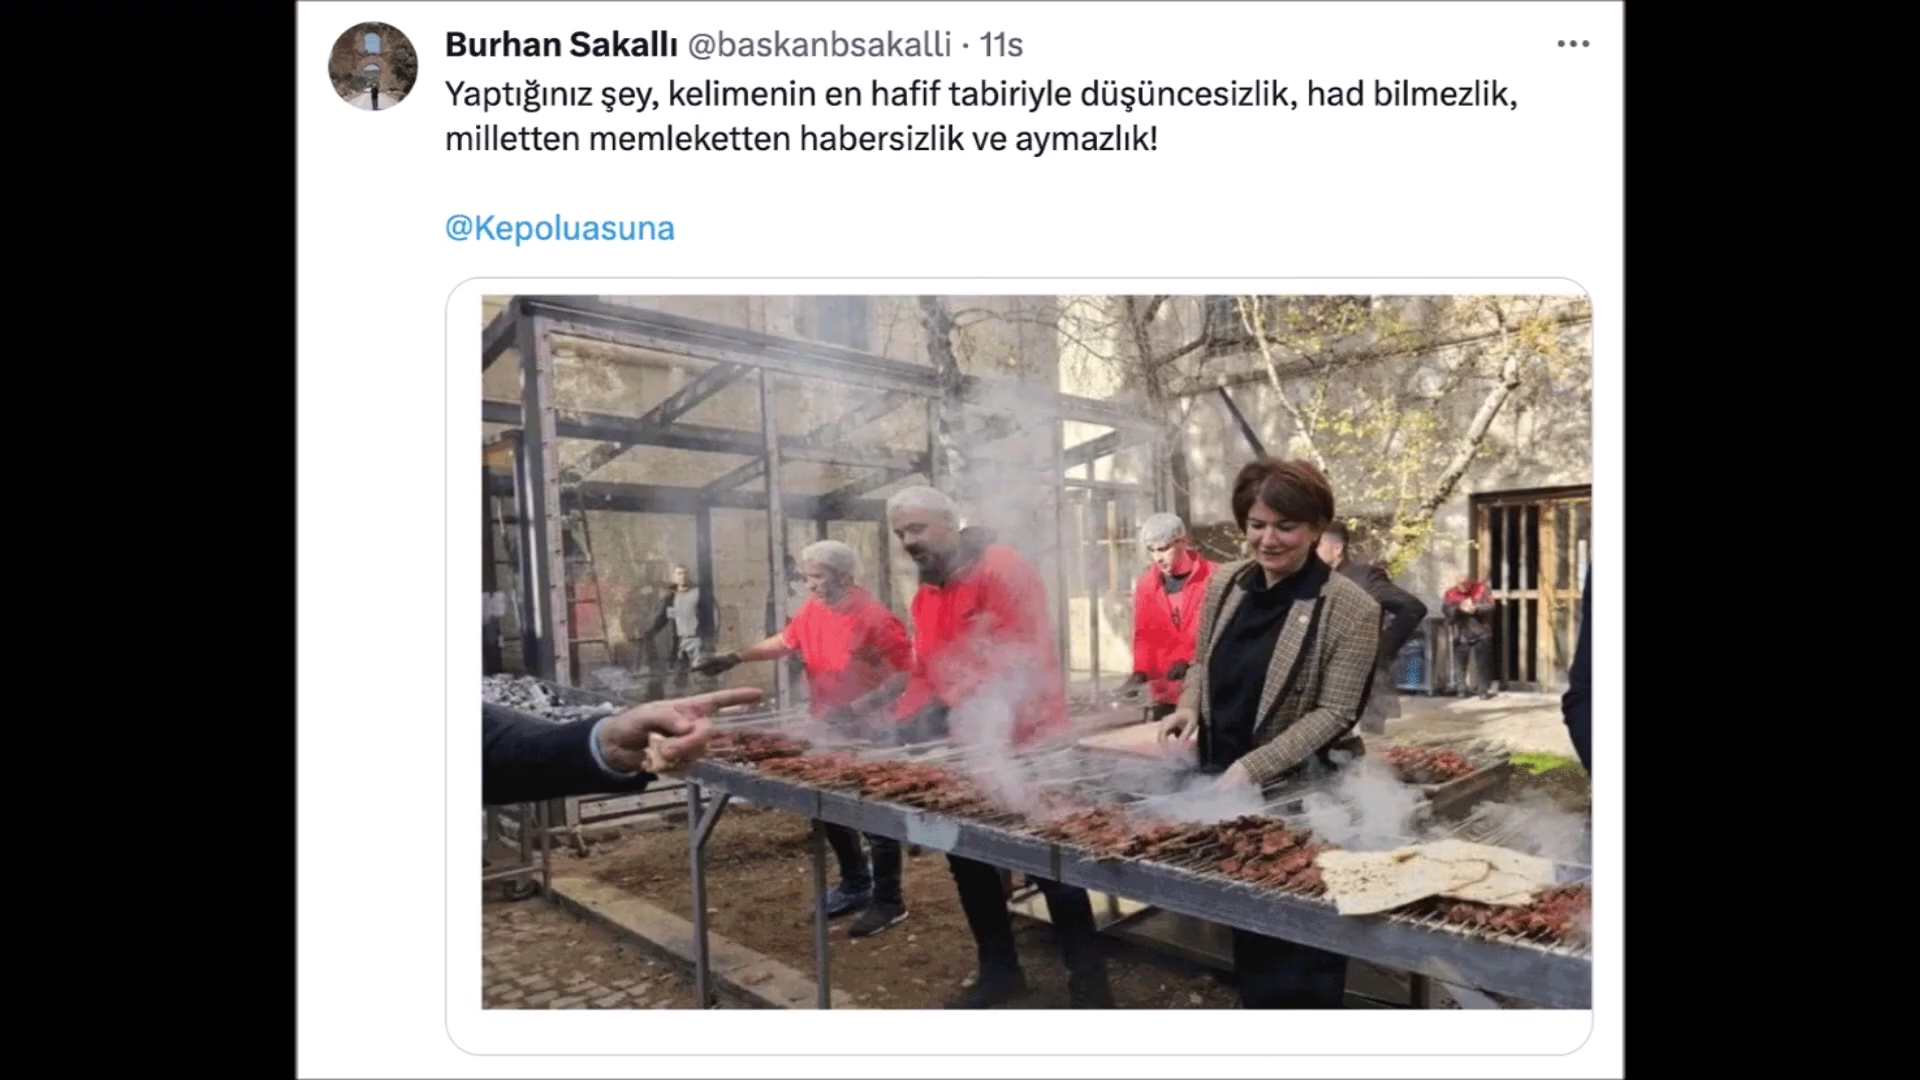 Burhan Sakallı @baskanbsakalli · 11s
Yaptığınız şey, kelimenin en hafif tabiriyle düşüncesizlik, had bilmezlik,
milletten memleketten habersizlik ve aymazlık!
@Kepoluasuna